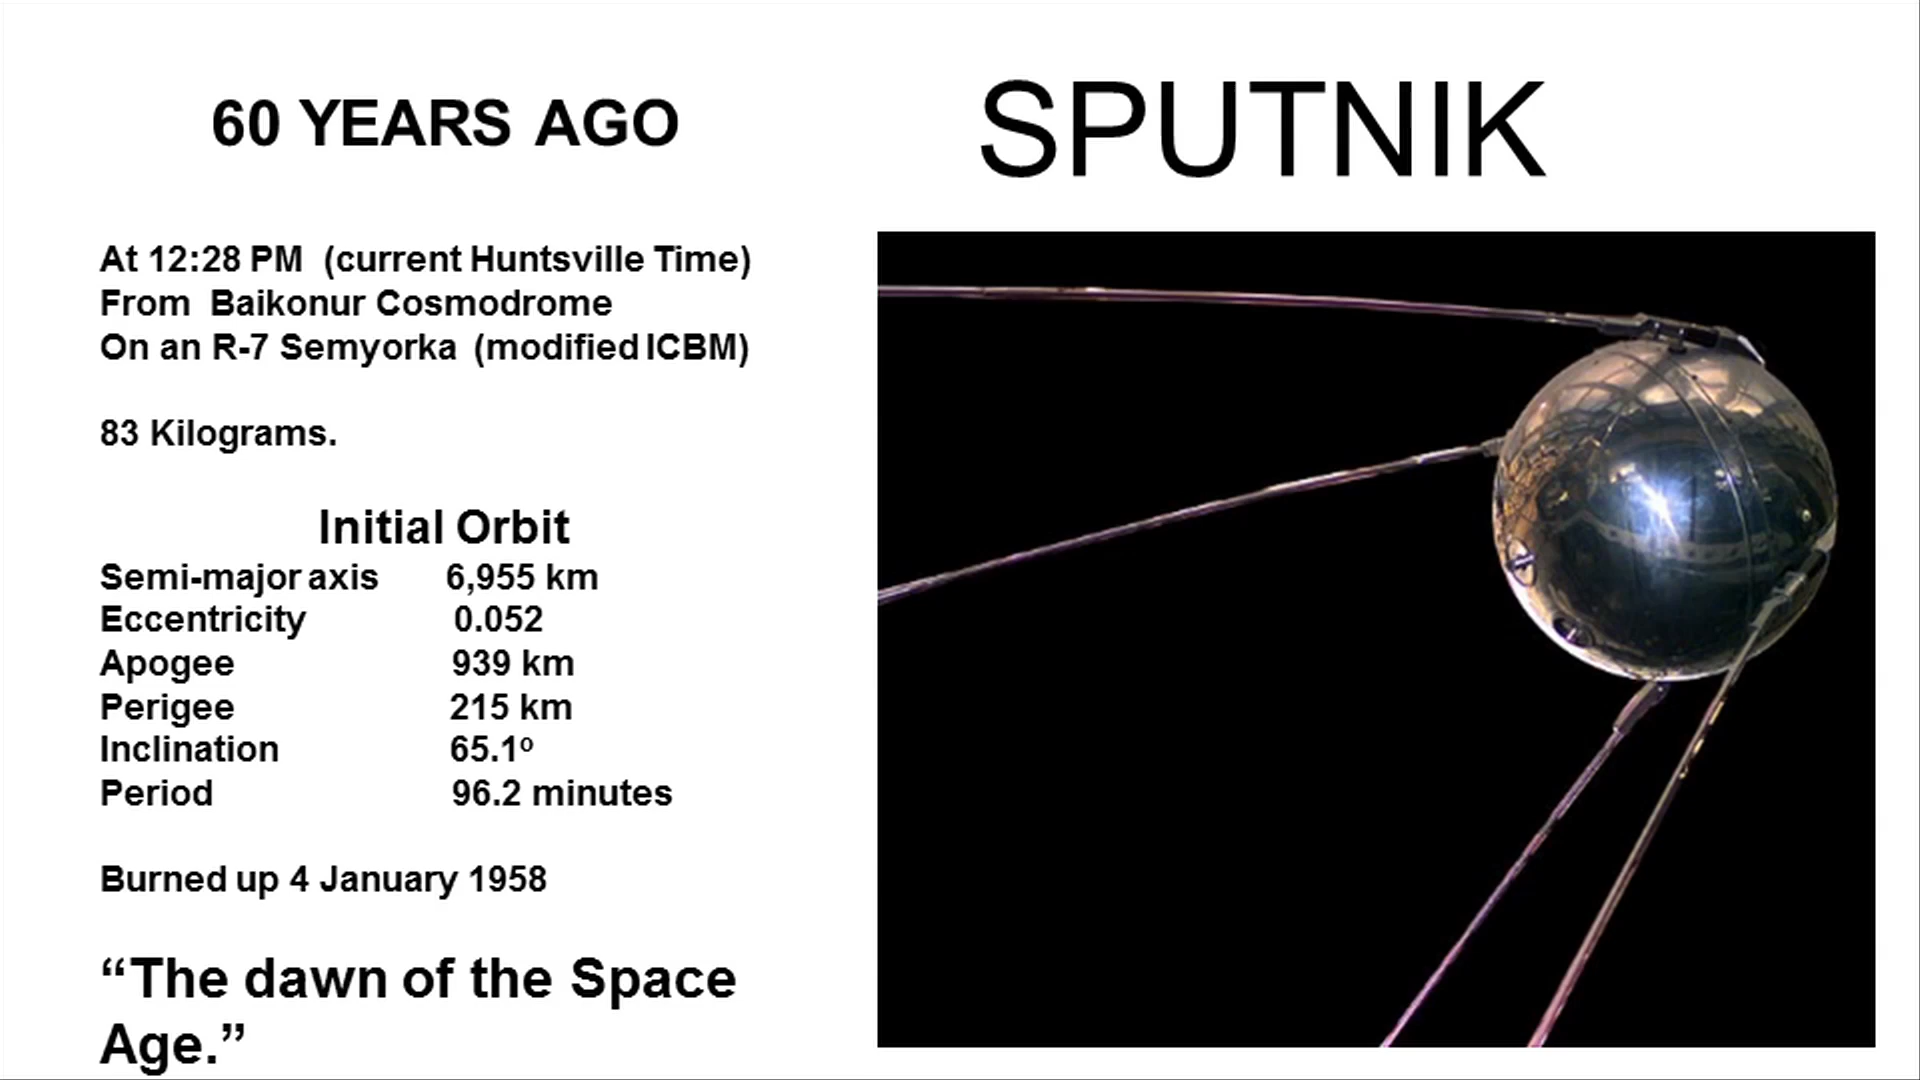 60 YEARS AGO
SPUTNIK
At 12:28 PM (current Huntsville Time)
From Baikonur Cosmodrome
On an R-7 Semyorka (modified ICBM)
83 Kilograms.
Initial Orbit
Semi-major axis 6,955 km
Eccentricity 0.052
Apogee 939 km
Perigee 215 km
Inclination 65.1º
Period 96.2 minutes
Burned up 4 January 1958
“The dawn of the Space
Age.”